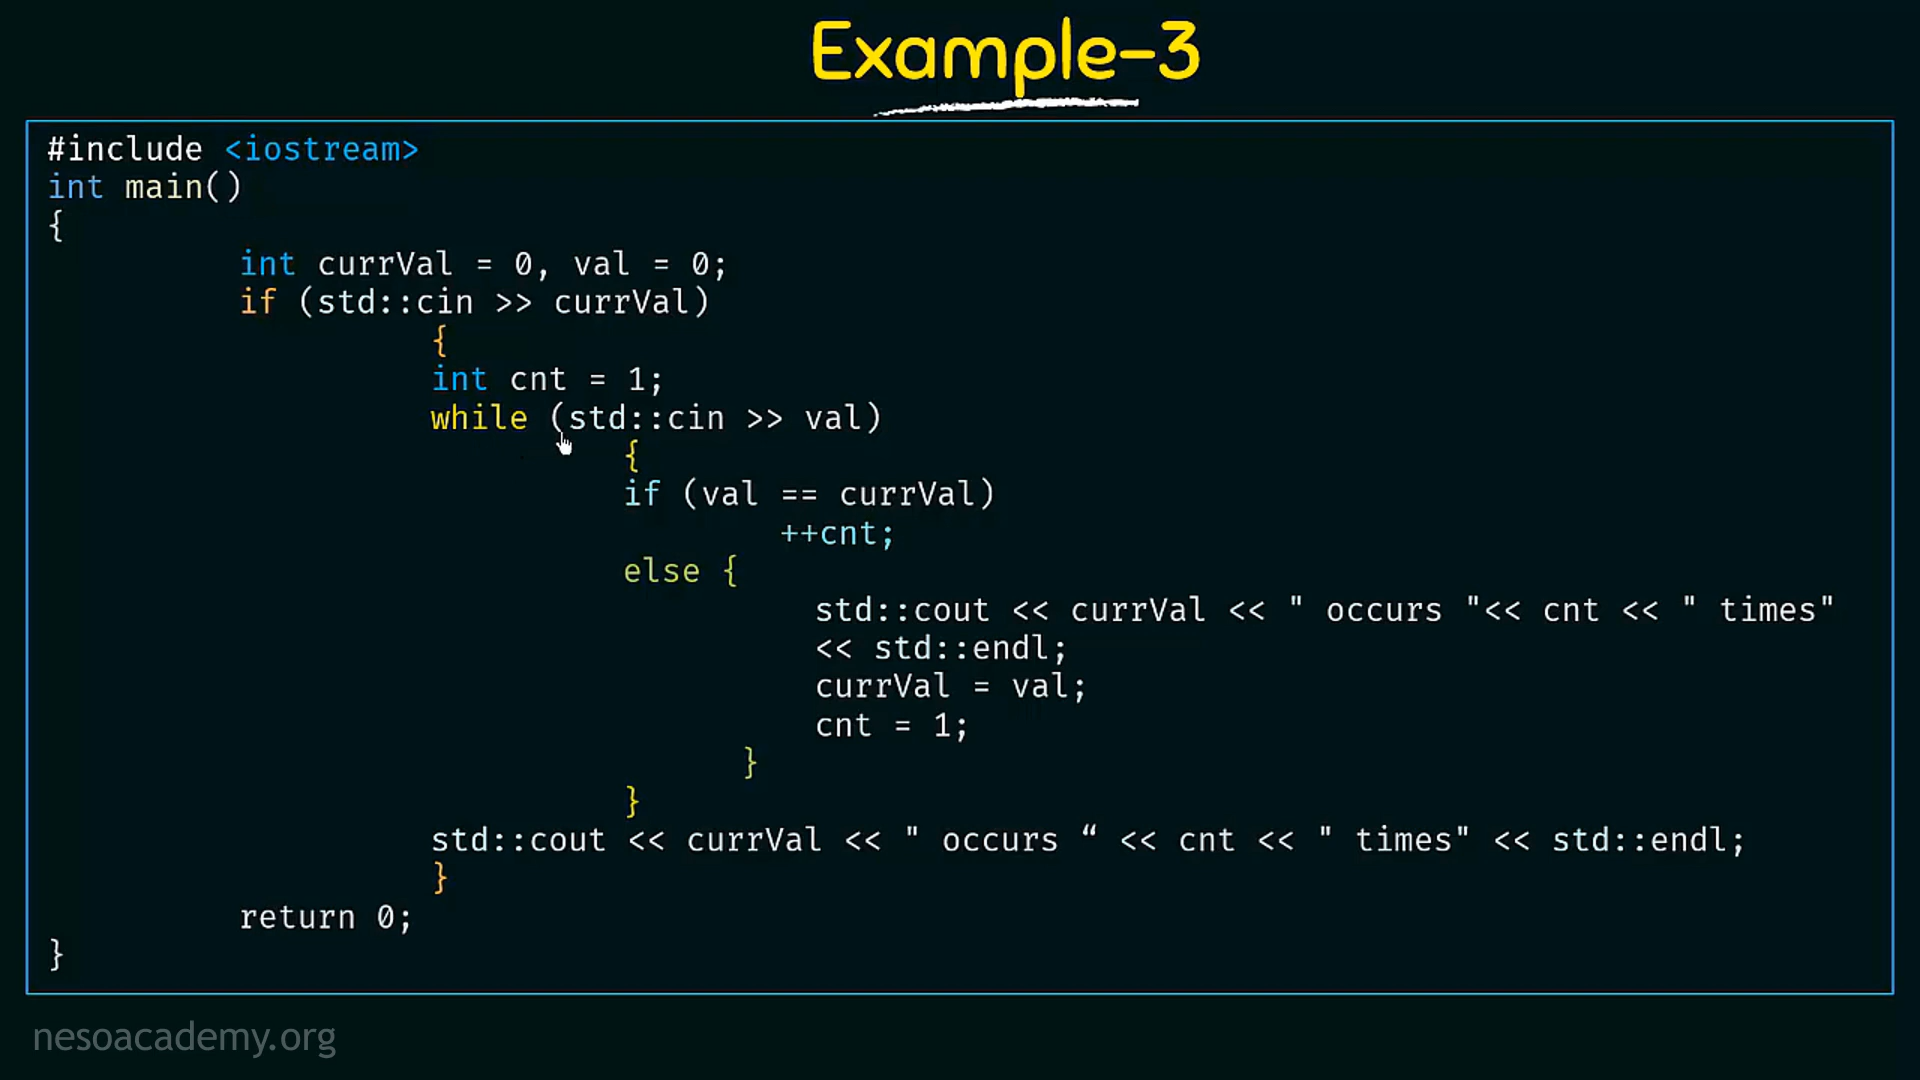 Example-3
#include <iostream>
int main()
{
int currVal = 0, val = 0;
if (std::cin >> currVal)
{
int cnt = 1;
while (std::cin >> val)
{
if (val == currVal)
++cnt;
else {
std::cout << currVal << " occurs "<< cnt << " times"
<< std::endl;
currVal = val;
cnt = 1;
}
}
std::cout << currVal << " occurs “ << cnt << " times" << std::endl;
}
return 0;
}
nesoacademy.org